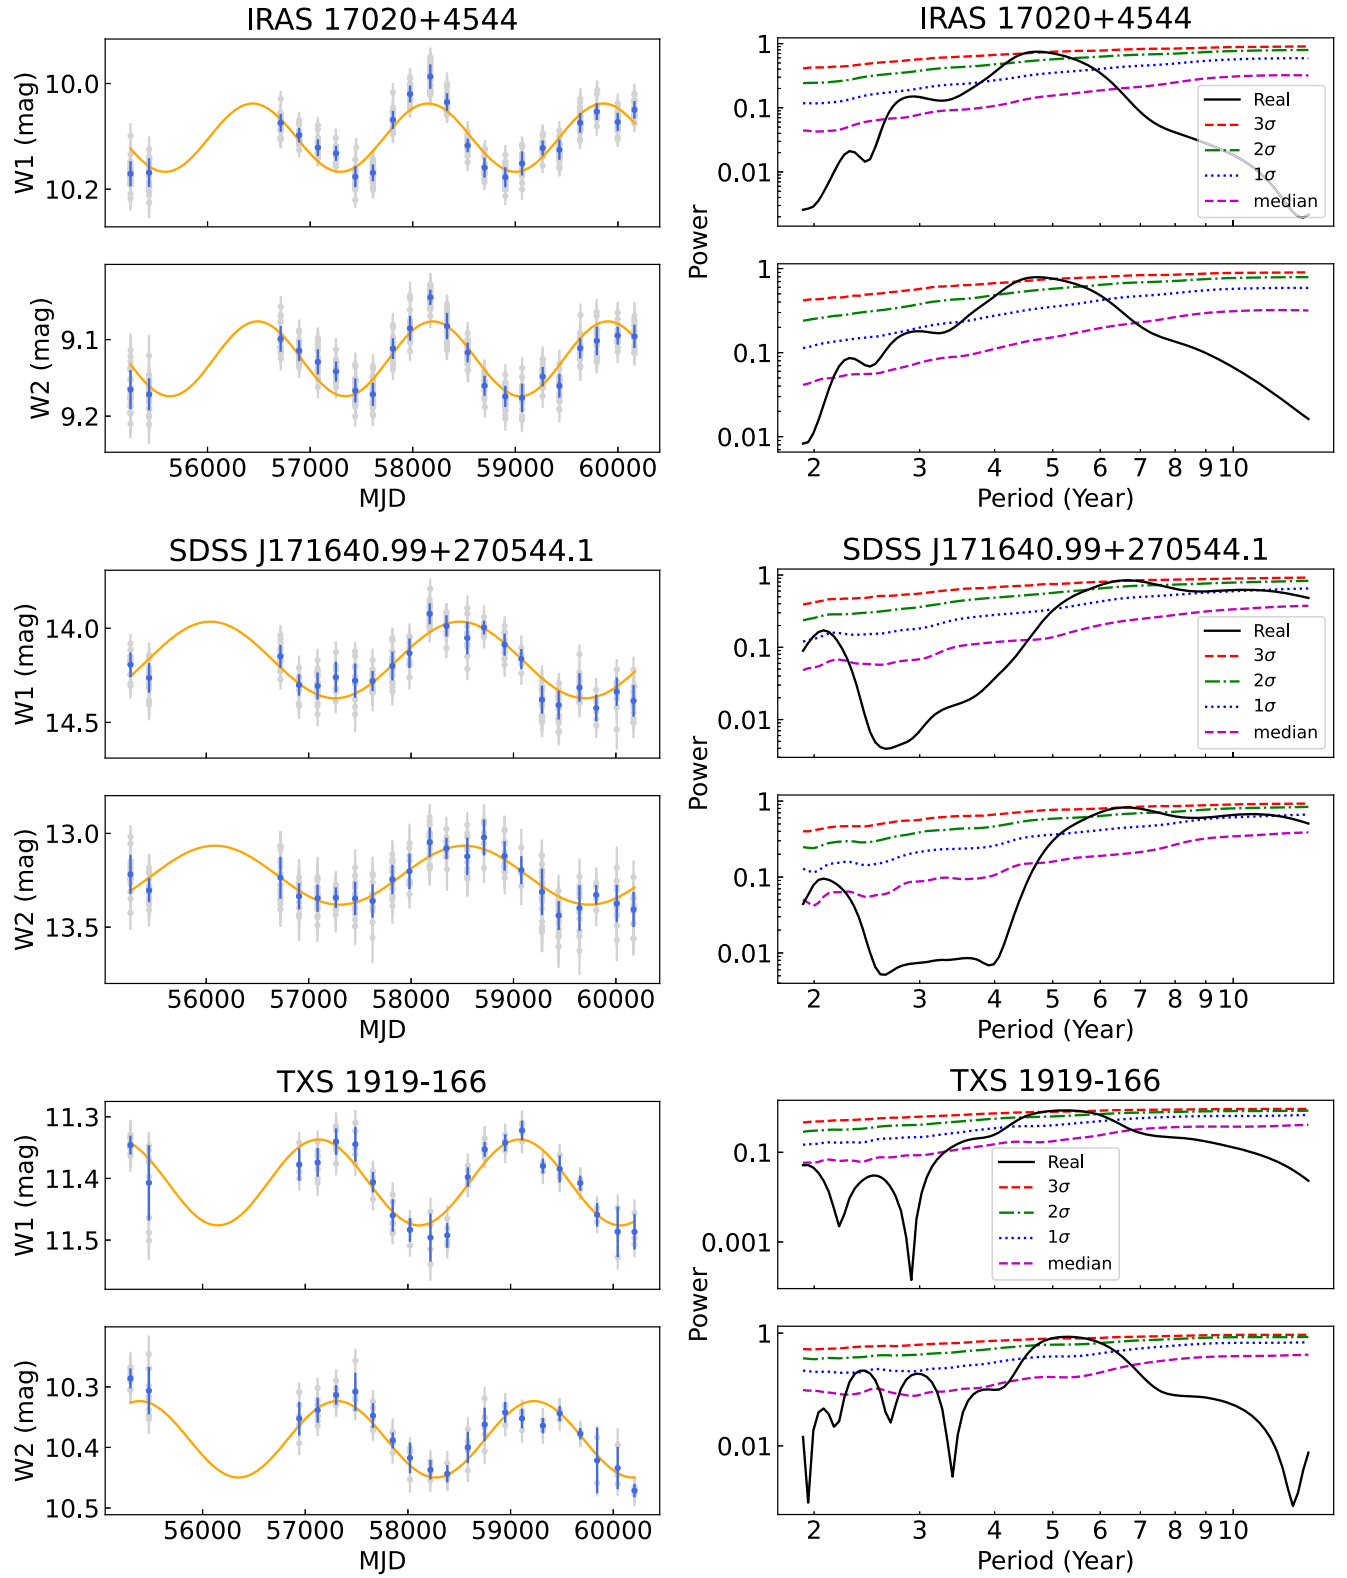 IRAS 17020+4544
IRAS 17020+4544
W1 (mag)
10.0
10.2
Power
1
0.1
0.01
Real
3σ
2σ
1σ
median
W2 (mag)
9.1
9.2
56000 57000 58000 59000 60000
MJD
1
0.1
0.01
2 3 4 5 6 7 8 9 10
Period (Year)
SDSS J171640.99+270544.1
SDSS J171640.99+270544.1
W1 (mag)
14.0
14.5
Power
1
0.1
0.01
Real
3σ
2σ
1σ
median
W2 (mag)
13.0
13.5
56000 57000 58000 59000 60000
MJD
1
0.1
0.01
2 3 4 5 6 7 8 9 10
Period (Year)
TXS 1919-166
TXS 1919-166
W1 (mag)
11.3
11.4
11.5
Power
0.1
0.001
Real
3σ
2σ
1σ
median
W2 (mag)
10.3
10.4
10.5
56000 57000 58000 59000 60000
MJD
1
0.01
2 3 4 5 6 7 8 9 10
Period (Year)